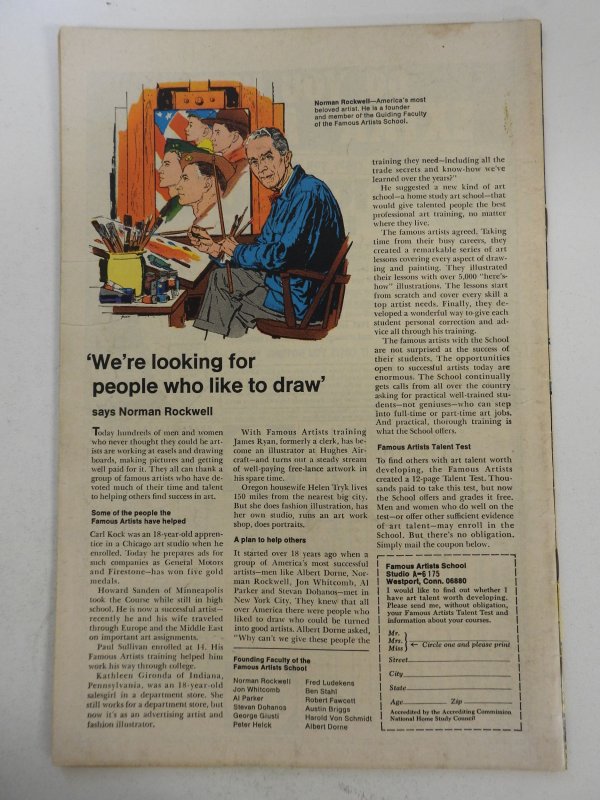 Norman Rockwell—America's most
beloved artist. He is a founder
and member of the Guiding Faculty
of the Famous Artists School.
'We're looking for
people who like to draw'
says Norman Rockwell
Today hundreds of men and women
who never thought they could be art-
ists are working at easels and drawing
boards, making pictures and getting
well paid for it. They all can thank a
group of famous artists who have de-
voted much of their time and talent
to helping others find success in art.
Some of the people the
Famous Artists have helped
Carl Kock was an 18-year-old appren-
tice in a Chicago art studio when he
enrolled. Today he prepares ads for
such companies as General Motors
and Firestone—has won five gold
medals.
Howard Sanden of Minneapolis
took the Course while still in high
school. He is now a successful artist—
recently he and his wife traveled
through Europe and the Middle East
on important art assignments.
Paul Sullivan enrolled at 14. His
Famous Artists training helped him
work his way through college.
Kathleen Gironda of Indiana,
Pennsylvania, was an 18-year-old
salesgirl in a department store. She
still works for a department store, but
now it's as an advertising artist and
fashion illustrator.
With Famous Artists training
James Ryan, formerly a clerk, has be-
come an illustrator at Hughes Air-
craft—and turns out a steady stream
of well-paying free-lance artwork in
his spare time.
Oregon housewife Helen Tryk lives
150 miles from the nearest big city.
But she does fashion illustration, has
her own studio, runs an art work
shop, does portraits.
A plan to help others
It started over 18 years ago when a
group of America's most successful
artists—men like Albert Dorne, Nor-
man Rockwell, Jon Whitcomb, Al
Parker and Stevan Dohanos—met in
New York City. They knew that all
over America there were people who
liked to draw who could be turned
into good artists. Albert Dorne asked,
"Why can't we give these people the
Founding Faculty of the
Famous Artists School
Norman Rockwell
Jon Whitcomb
Al Parker
Stevan Dohanos
George Giusti
Peter Helck
Fred Ludekens
Ben Stahl
Robert Fawcett
Austin Briggs
Harold Von Schmidt
Albert Dorne
training they need—including all the
trade secrets and know-how we've
learned over the years?"
He suggested a new kind of art
school—a home study art school—that
would give talented people the best
professional art training, no matter
where they live.
The famous artists agreed. Taking
time from their busy careers, they
created a remarkable series of art
lessons covering every aspect of draw-
ing and painting. They illustrated
their lessons with over 5,000 "here's-
how" illustrations. The lessons start
from scratch and cover every skill a
top artist needs. Finally, they de-
veloped a wonderful way to give each
student personal correction and ad-
vice all through his training.
The famous artists with the School
are not surprised at the success of
their students. The opportunities
open to successful artists today are
enormous. The School continually
gets calls from all over the country
asking for practical well-trained stu-
dents—not geniuses—who can step
into full-time or part-time art jobs.
And practical, thorough training is
what the School offers.
Famous Artists Talent Test
To find others with art talent worth
developing, the Famous Artists
created a 12-page Talent Test. Thou-
sands paid to take this test, but now
the School offers and grades it free.
Men and women who do well on the
test—or offer other sufficient evidence
of art talent—may enroll in the
School. But there's no obligation.
Simply mail the coupon below.
Famous Artists School
Studio A-6175
Westport, Conn. 06880
I would like to find out whether I
have art talent worth developing.
Please send me, without obligation,
your Famous Artists Talent Test and
information about your courses.
Mr.
Mrs. ← Circle one and please print
Miss
Street
City
State
Age Zip
Accredited by the Accrediting Commission
National Home Study Council